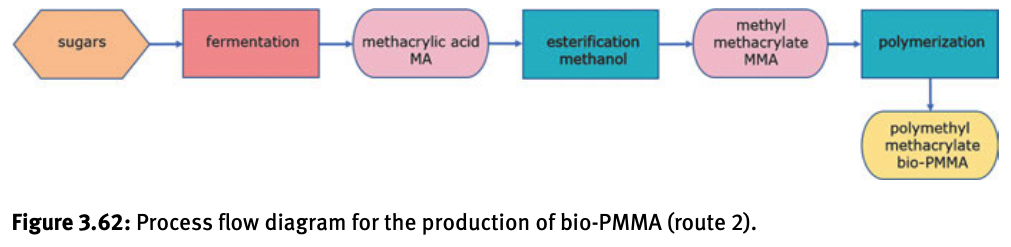 sugars
fermentation
methacrylic acid
MA
esterification
methanol
methyl
methacrylate
MMA
polymerization
polymethyl
methacrylate
bio-PMMA
Figure 3.62: Process flow diagram for the production of bio-PMMA (route 2).